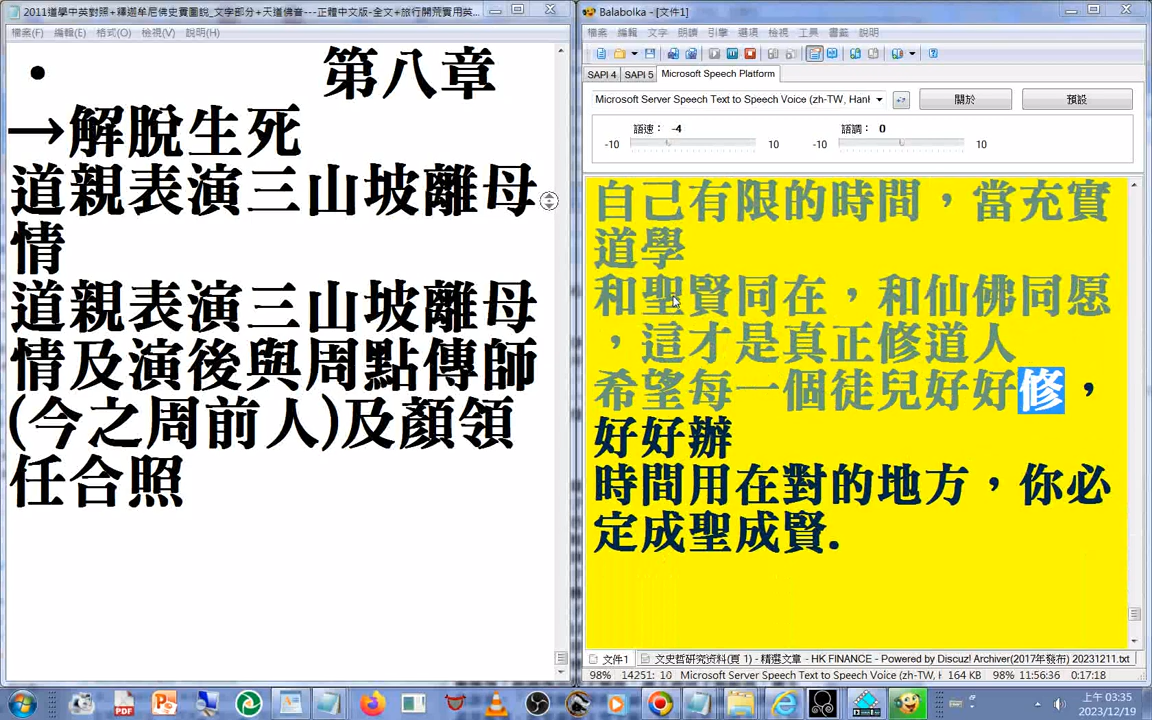 2011道學中英對照+釋迦牟尼佛史實圖說_文字部分+天道佛音---正體中文版-全文+旅行開荒實用英...
檔案(F) 編輯(E) 格式(O) 檢視(V) 說明(H)
• 第八章
→解脫生死
道親表演三山坡離母
情
道親表演三山坡離母
情及演後與周點傳師
(今之周前人)及顏領
任合照
Balabolka - [文件1]
檔案 編輯 文字 朗讀 引擎 選項 檢視 工具 書籤 說明
SAPI 4 SAPI 5 Microsoft Speech Platform
Microsoft Server Speech Text to Speech Voice (zh-TW, Hanl
關於 預設
語速： -4 語調： 0
-10 10 -10 10
自己有限的時間，當充實
道學
和聖賢同在，和仙佛同愿
，這才是真正修道人
希望每一個徒兒好好修，
好好辦
時間用在對的地方，你必
定成聖成賢.
文件1 文史哲研究资料(頁 1) - 精選文章 - HK FINANCE - Powered by Discuz! Archiver(2017年發布) 20231211.txt
98% 14251: 10 Microsoft Server Speech Text to Speech Voice (zh-TW, H 164 KB 98% 11:56:36 0:17:18
PDF
上午 03:35
2023/12/19